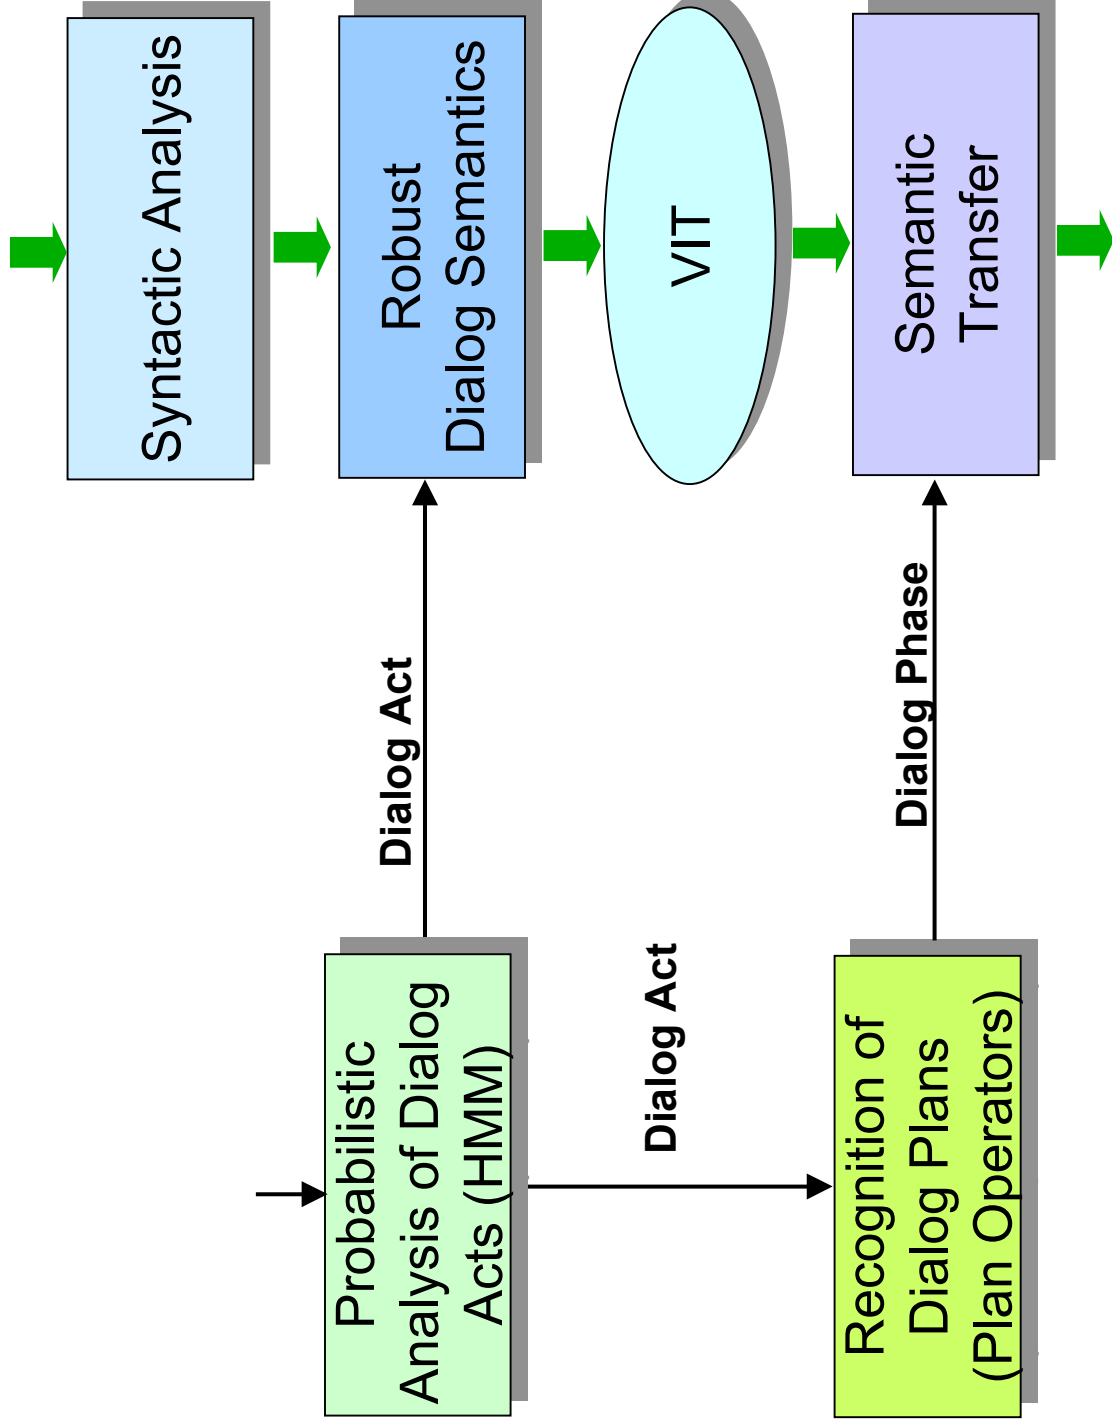 Syntactic Analysis
Robust
Dialog Semantics
VIT
Semantic
Transfer
Dialog Act
Dialog Phase
Probabilistic
Analysis of Dialog
Acts (HMM)
Dialog Act
Recognition of
Dialog Plans
(Plan Operators)